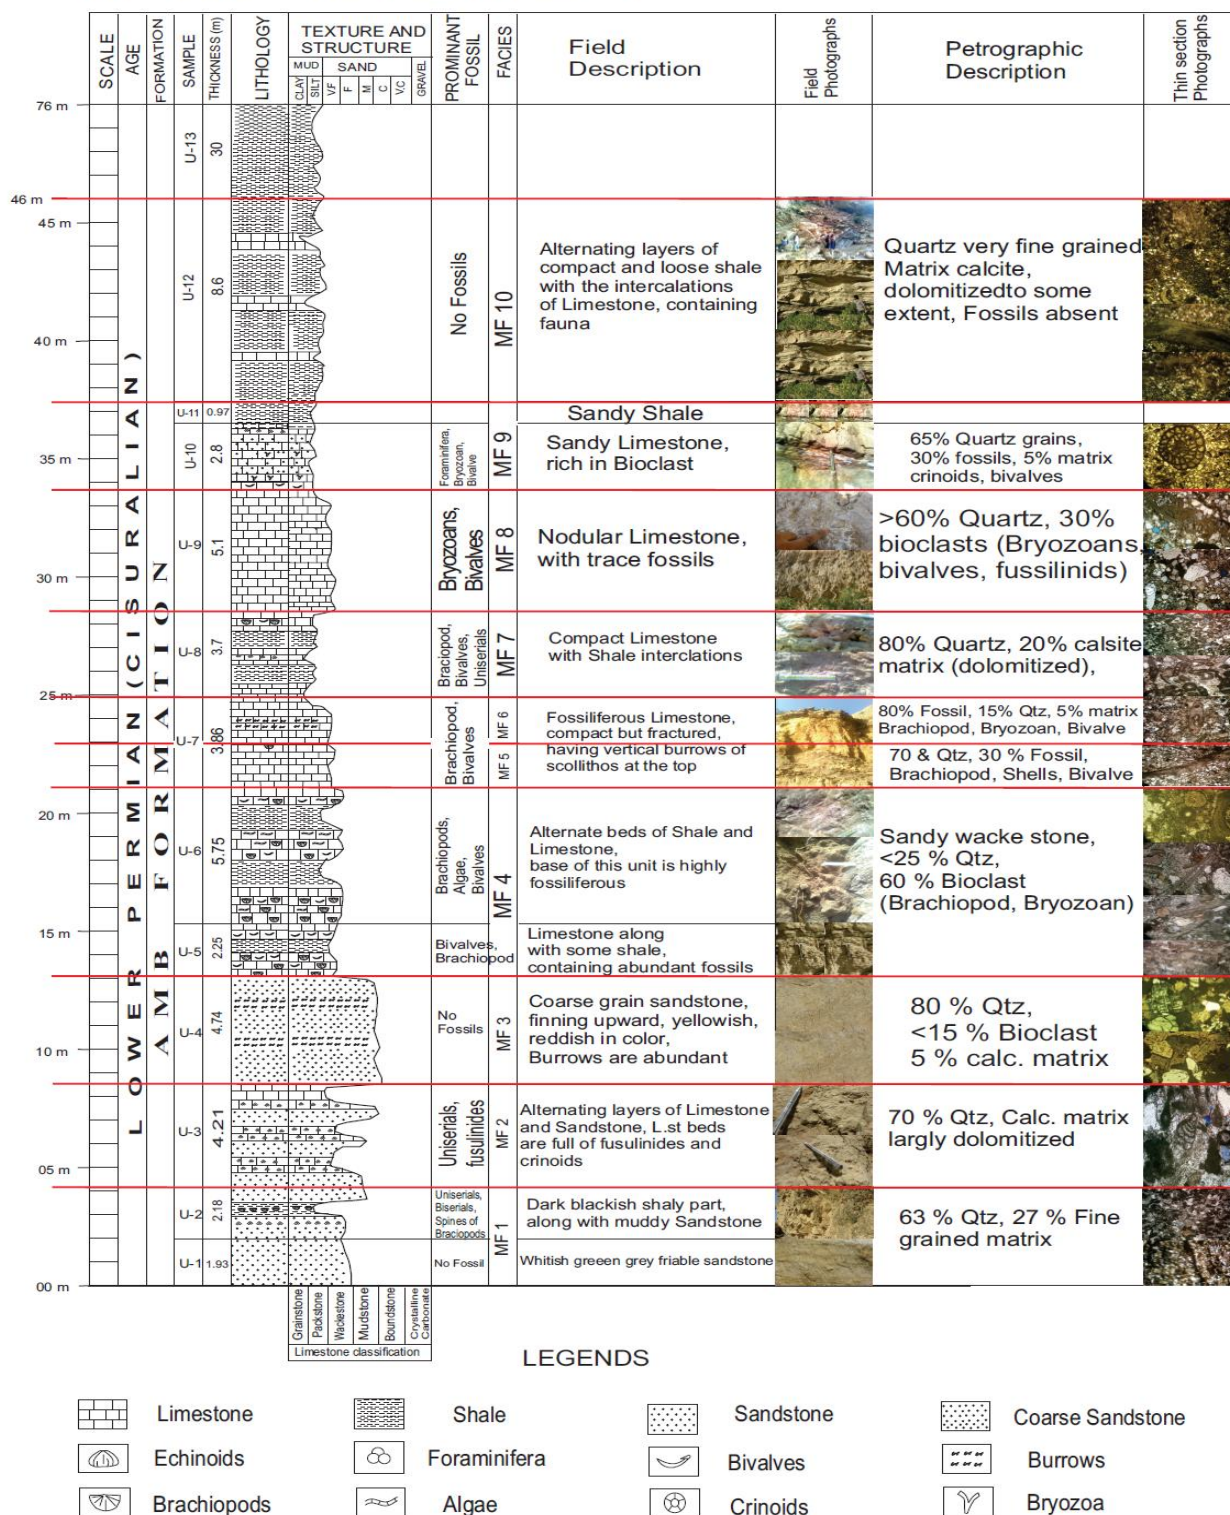 SCALE
AGE
FORMATION
SAMPLE
THICKNESS (m)
LITHOLOGY
TEXTURE AND
STRUCTURE
MUD
SAND
GRAVEL
CLAY
SILT
V.F
F
M
C
V.C
PROMINANT
FOSSIL
FACIES
Field
Description
Field
Photographs
Petrographic
Description
Thin section
Photographs
76 m
46 m
45 m
40 m
35 m
30 m
25 m
20 m
15 m
10 m
05 m
00 m
LOWER PERMIAN (CISURALIAN)
AMB FORMATION
U-13
30
U-12
8.6
No Fossils
MF 10
Alternating layers of
compact and loose shale
with the intercalations
of Limestone, containing
fauna
Quartz very fine grained
Matrix calcite,
dolomitizedto some
extent, Fossils absent
U-11
0.97
Sandy Shale
U-10
2.8
Foraminifera,
Bryozoan,
Bivalve
MF 9
Sandy Limestone,
rich in Bioclast
65% Quartz grains,
30% fossils, 5% matrix
crinoids, bivalves
U-9
5.1
Bryozoans,
Bivalves
MF 8
Nodular Limestone,
with trace fossils
>60% Quartz, 30%
bioclasts (Bryozoans,
bivalves, fussilinids)
U-8
3.7
Braciopod,
Bivalves,
Uniserials
MF 7
Compact Limestone
with Shale interclations
80% Quartz, 20% calsite
matrix (dolomitized),
U-7
3.86
Brachiopod,
Bivalves
MF 6
MF 5
Fossiliferous Limestone,
compact but fractured,
having vertical burrows of
scollithos at the top
80% Fossil, 15% Qtz, 5% matrix
Brachiopod, Bryozoan, Bivalve
70 & Qtz, 30 % Fossil,
Brachiopod, Shells, Bivalve
U-6
5.75
Brachiopods,
Algae,
Bivalves
MF 4
Alternate beds of Shale and
Limestone,
base of this unit is highly
fossiliferous
Sandy wacke stone,
<25 % Qtz,
60 % Bioclast
(Brachiopod, Bryozoan)
U-5
2.25
Bivalves,
Brachiopod
Limestone along
with some shale,
containing abundant fossils
U-4
4.74
No
Fossils
MF 3
Coarse grain sandstone,
finning upward, yellowish,
reddish in color,
Burrows are abundant
80 % Qtz,
<15 % Bioclast
5 % calc. matrix
U-3
4.21
Uniserials,
fusulinides
MF 2
Alternating layers of Limestone
and Sandstone, L.st beds
are full of fusulinides and
crinoids
70 % Qtz, Calc. matrix
largely dolomitized
U-2
2.18
Uniserials,
Biserials,
Spines of
Braciopods
MF 1
Dark blackish shaly part,
along with muddy Sandstone
63 % Qtz, 27 % Fine
grained matrix
U-1
1.93
No Fossil
Whitish greeen grey friable sandstone
Grainstone
Packstone
Wackestone
Mudstone
Boundstone
Crystalline
Carbonate
Limestone classification
LEGENDS
Limestone
Shale
Sandstone
Coarse Sandstone
Echinoids
Foraminifera
Bivalves
Burrows
Brachiopods
Algae
Crinoids
Bryozoa